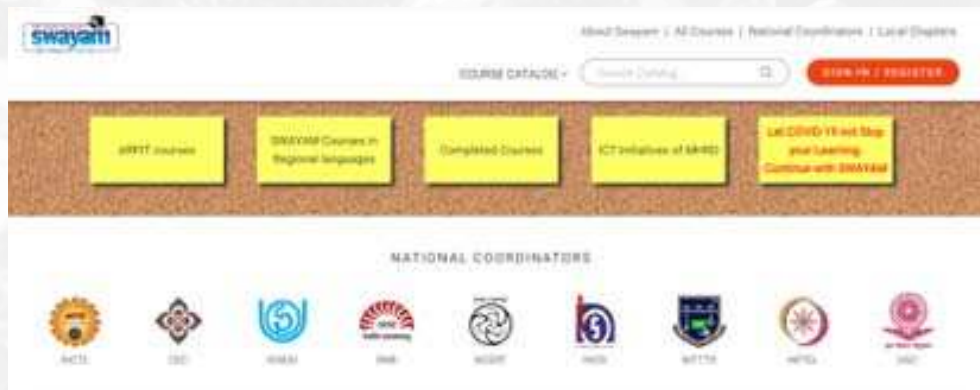 swayam
About Swayam | All Courses | National Coordinators | Local Chapters
COURSE CATALOG
Search Catalog
SIGN-IN / REGISTER
ARPIT courses
SWAYAM Courses in
Regional languages
Completed Courses
ICT Initiatives of MHRD
Let COVID-19 not Stop
your Learning
Continue with SWAYAM
NATIONAL COORDINATORS
AICTE
CEC
IGNOU
IIMB
NCERT
NIOS
NITTTR
NPTEL
UGC